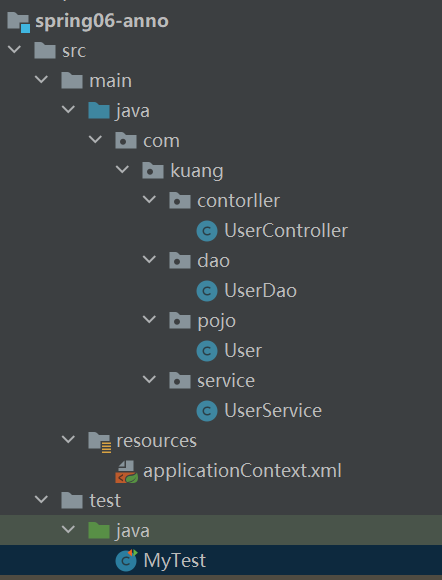 spring06-anno
src
main
java
com
kuang
contorller
UserController
dao
UserDao
pojo
User
service
UserService
resources
applicationContext.xml
test
java
MyTest